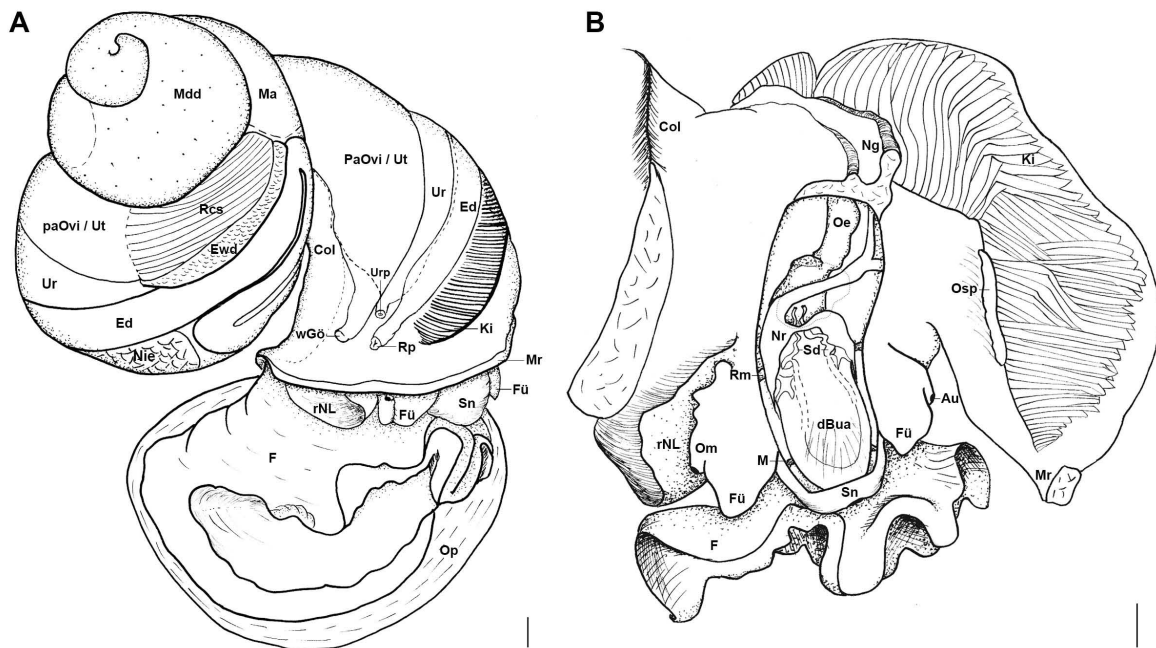 A
Mdd
Ma
PaOvi / Ut
Ur
Ed
paOvi / Ut
Rcs
Ewd
Col
Urp
Ur
Ed
Nie
wGö
Rp
Ki
Mr
Fü
rNL
Fü
Sn
F
Op
B
Col
Ng
Ki
Oe
Osp
Nr
Sd
Rm
Au
dBua
rNL
Om
Fü
M
Mr
Sn
Fü
F